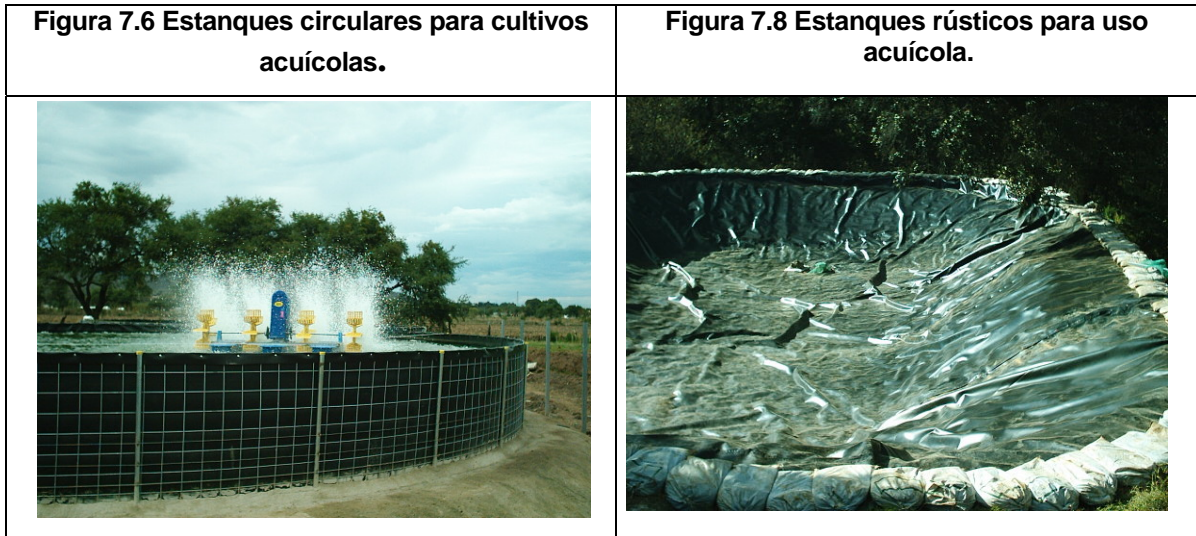 Figura 7.6 Estanques circulares para cultivos
acuícolas.
Figura 7.8 Estanques rústicos para uso
acuícola.